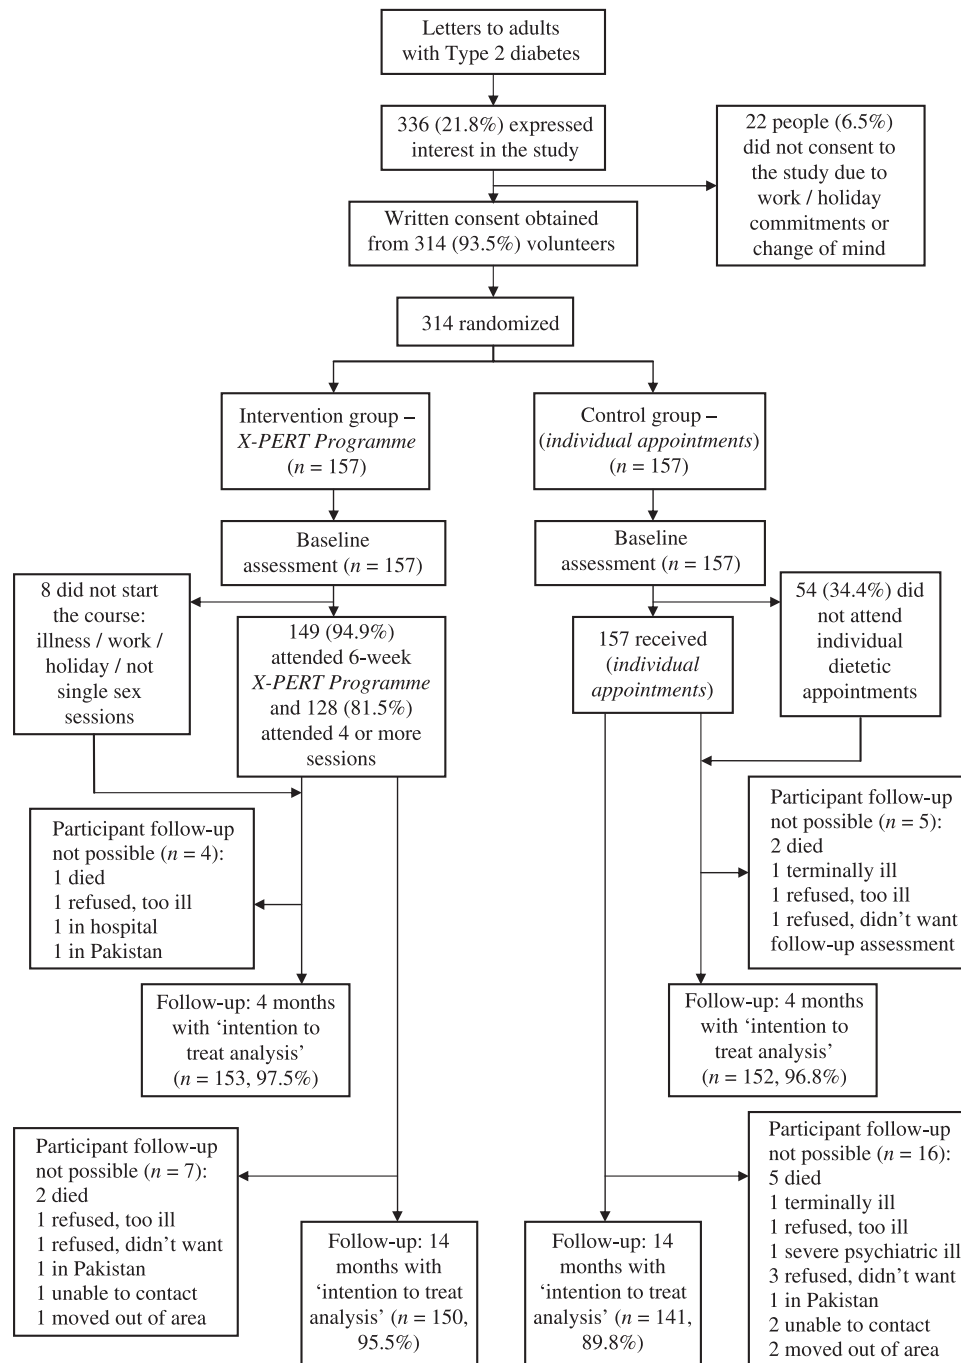 Letters to adults
with Type 2 diabetes
336 (21.8%) expressed
interest in the study
22 people (6.5%)
did not consent to
the study due to
work / holiday
commitments or
change of mind
Written consent obtained
from 314 (93.5%) volunteers
314 randomized
Intervention group –
X-PERT Programme
(n = 157)
Control group –
(individual appointments)
(n = 157)
Baseline
assessment (n = 157)
Baseline
assessment (n = 157)
8 did not start
the course:
illness / work /
holiday / not
single sex
sessions
149 (94.9%)
attended 6-week
X-PERT Programme
and 128 (81.5%)
attended 4 or more
sessions
157 received
(individual
appointments)
54 (34.4%) did
not attend
individual
dietetic
appointments
Participant follow-up
not possible (n = 4):
1 died
1 refused, too ill
1 in hospital
1 in Pakistan
Participant follow-up
not possible (n = 5):
2 died
1 terminally ill
1 refused, too ill
1 refused, didn't want
follow-up assessment
Follow-up: 4 months
with ‘intention to
treat analysis’
(n = 153, 97.5%)
Follow-up: 4 months
with ‘intention to
treat analysis’
(n = 152, 96.8%)
Participant follow-up
not possible (n = 7):
2 died
1 refused, too ill
1 refused, didn't want
1 in Pakistan
1 unable to contact
1 moved out of area
Follow-up: 14
months with
‘intention to treat
analysis’ (n = 150,
95.5%)
Follow-up: 14
months with
‘intention to treat
analysis’ (n = 141,
89.8%)
Participant follow-up
not possible (n = 16):
5 died
1 terminally ill
1 refused, too ill
1 severe psychiatric ill
3 refused, didn't want
1 in Pakistan
2 unable to contact
2 moved out of area